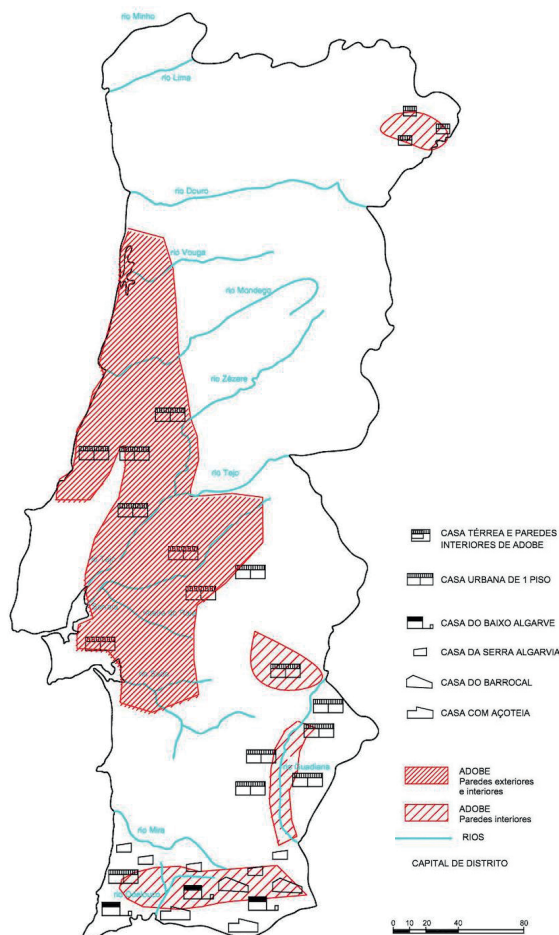 rio Minho
rio Lima
rio Douro
rio Vouga
rio Mondego
rio Zêzere
rio Tejo
rio Guadiana
rio Mira
CASA TÉRREA E PAREDES
INTERIORES DE ADOBE
CASA URBANA DE 1 PISO
CASA DO BAIXO ALGARVE
CASA DA SERRA ALGARVIA
CASA DO BARROCAL
CASA COM AÇOTEIA
ADOBE
Paredes exteriores
e interiores
ADOBE
Paredes interiores
RIOS
CAPITAL DE DISTRITO
0 10 20 40 80